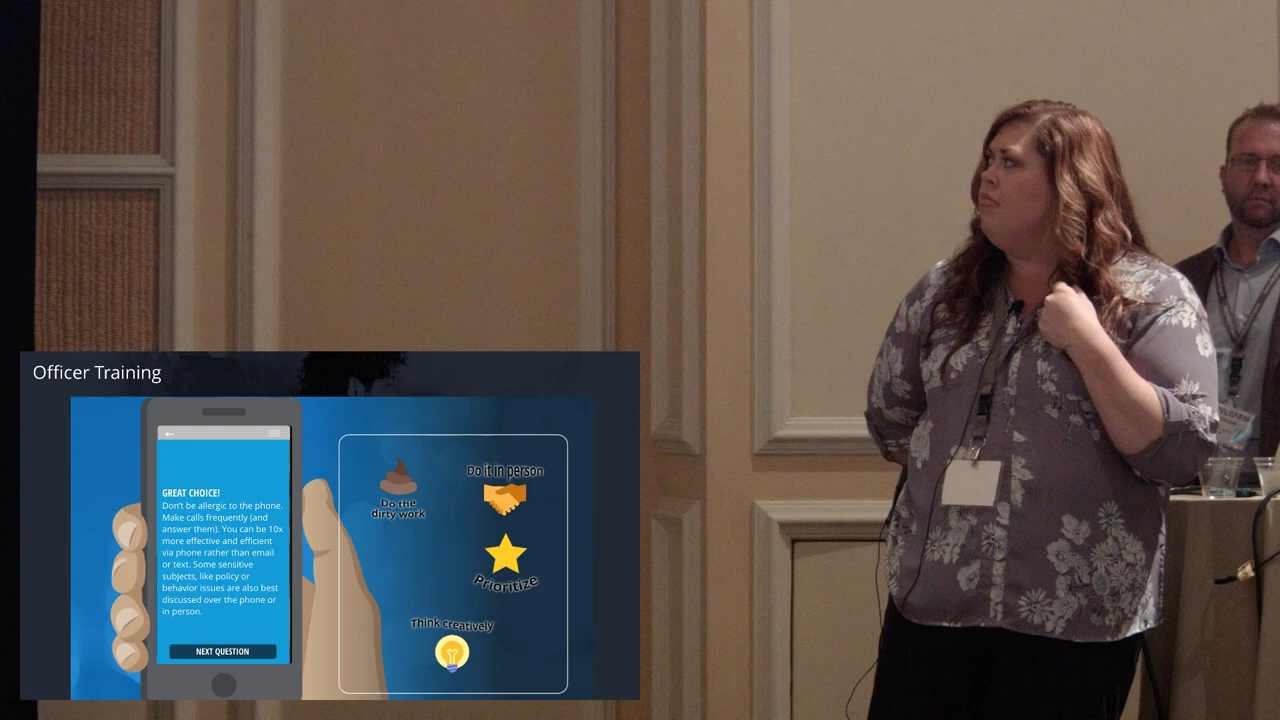 Officer Training
GREAT CHOICE!
Don't be allergic to the phone.
Make calls frequently (and
answer them). You can be 10x
more effective and efficient
via phone rather than email
or text. Some sensitive
subjects, like policy or
behavior issues are also best
discussed over the phone or
in person.
NEXT QUESTION
Do the
dirty work
Do it in person
Prioritize
Think creatively